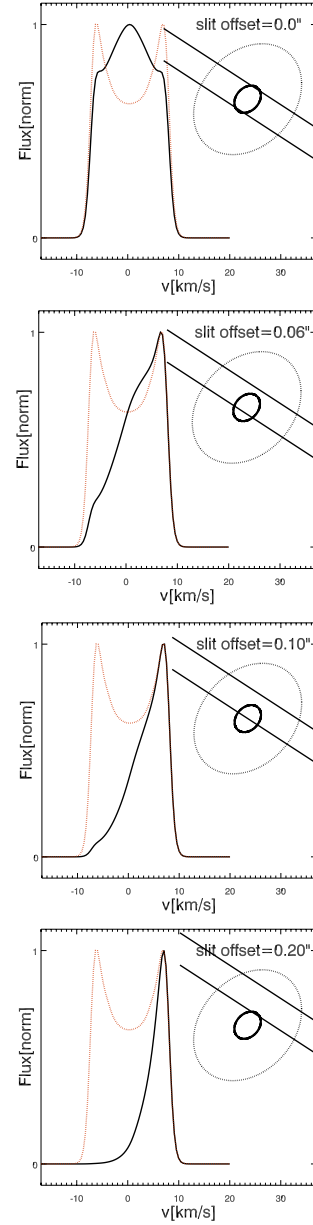 slit offset=0.0"
1
Flux[norm]
0
-10 0 10 20 30
v[km/s]
slit offset=0.06"
1
Flux[norm]
0
-10 0 10 20 30
v[km/s]
slit offset=0.10"
1
Flux[norm]
0
-10 0 10 20 30
v[km/s]
slit offset=0.20"
1
Flux[norm]
0
-10 0 10 20 30
v[km/s]